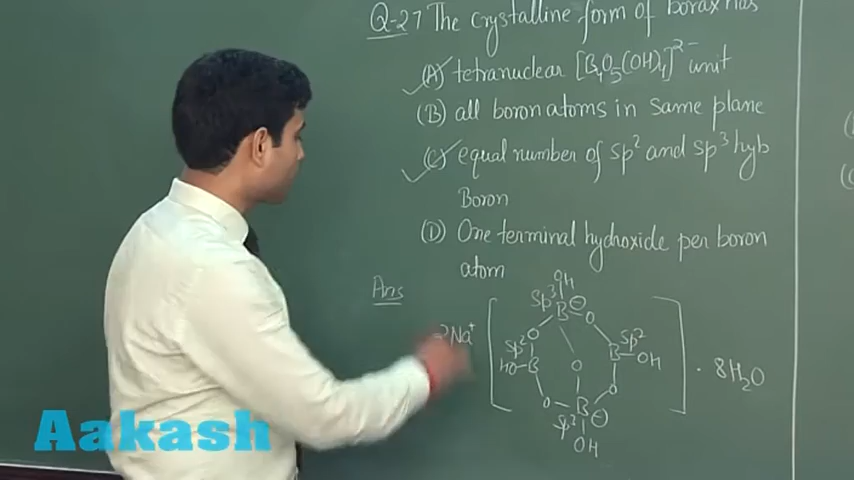 Q-27 The crystalline form of borax has
(A) tetranuclear [B4O5(OH)4]2- unit
(B) all boron atoms in same plane
(C) equal number of sp2 and sp3 hyb
Boron
(D) One terminal hydroxide per boron
atom
Ans
OH
sp3 B ⊖
O O
2Na+
sp2 sp2
HO-B O B-OH
· 8H2O
O O
B ⊖
OH
Aakash